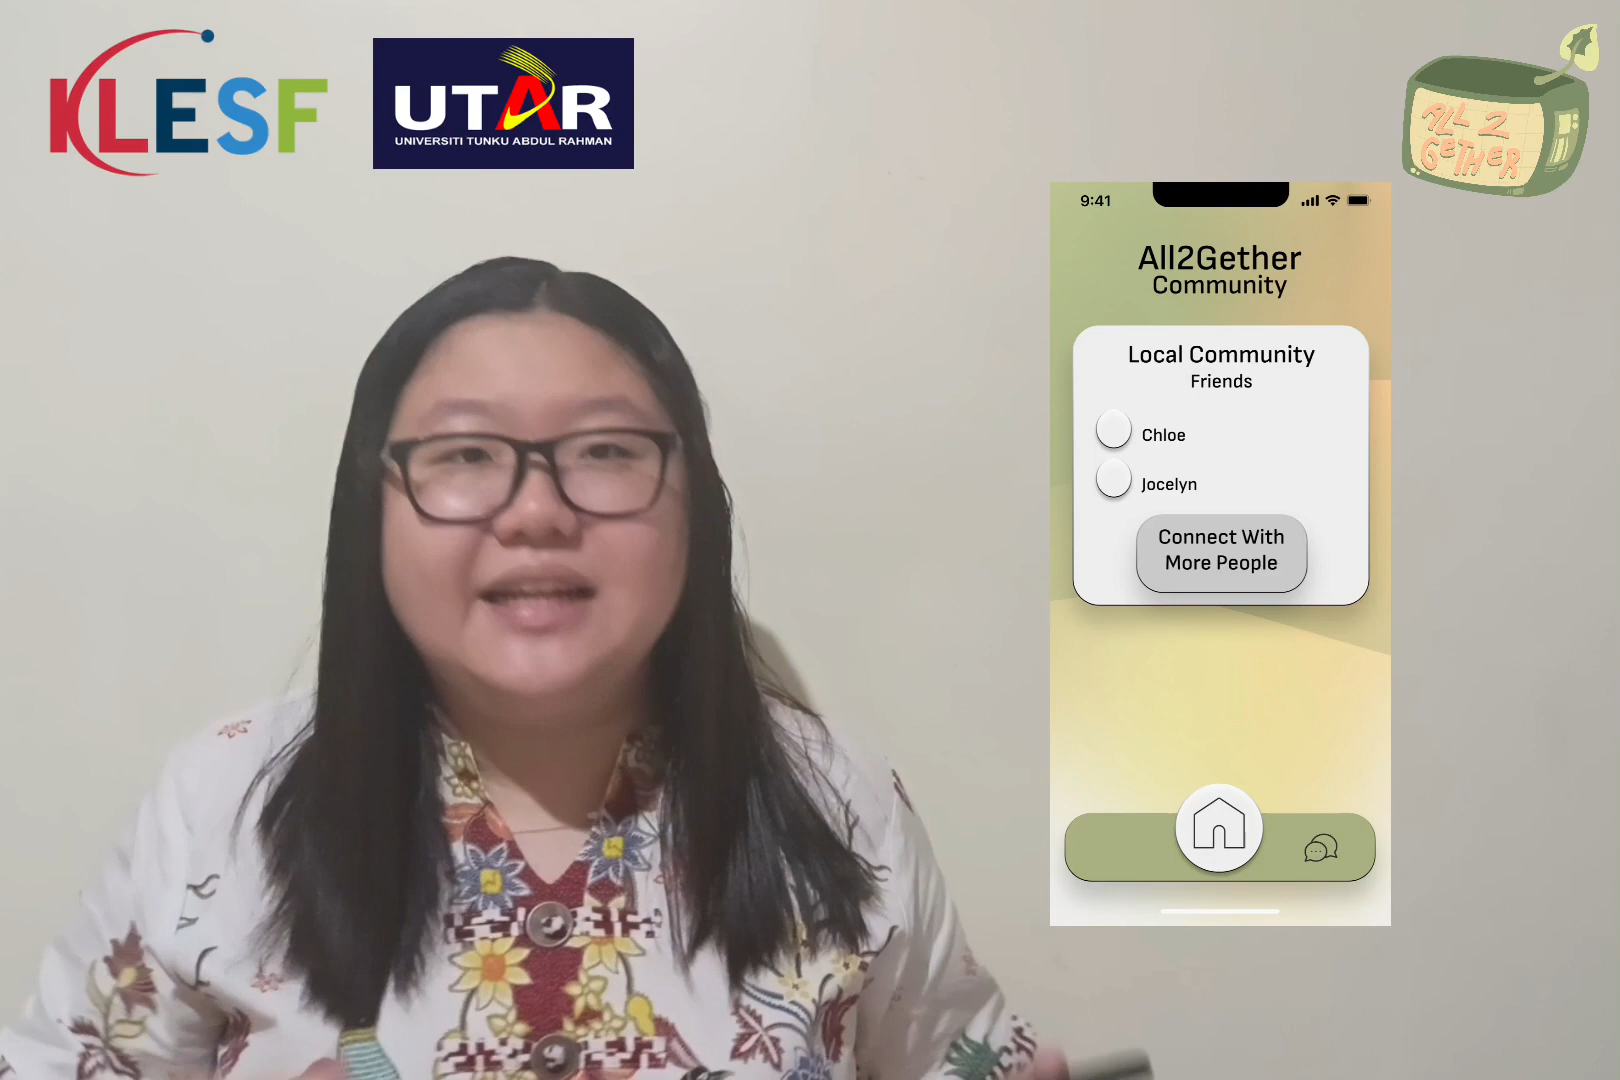 KLESF
UTAR
UNIVERSITI TUNKU ABDUL RAHMAN
ALL 2
GETHER
9:41
All2Gether
Community
Local Community
Friends
Chloe
Jocelyn
Connect With
More People